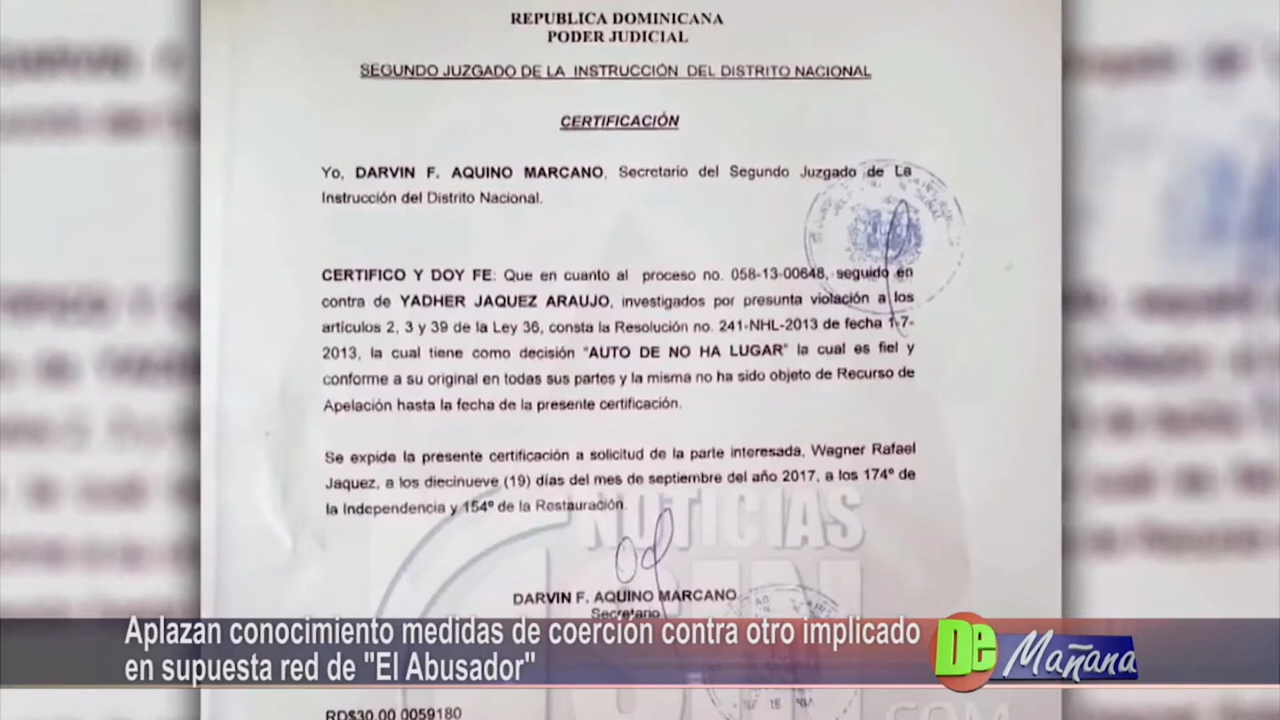 REPUBLICA DOMINICANA
PODER JUDICIAL
SEGUNDO JUZGADO DE LA INSTRUCCIÓN DEL DISTRITO NACIONAL
CERTIFICACIÓN
Yo, DARVIN F. AQUINO MARCANO, Secretario del Segundo Juzgado de La
Instrucción del Distrito Nacional.
CERTIFICO Y DOY FE: Que en cuanto al proceso no. 058-13-00648, seguido en
contra de YADHER JAQUEZ ARAUJO, investigados por presunta violación a los
artículos 2, 3 y 39 de la Ley 36, consta la Resolución no. 241-NHL-2013 de fecha 1-7-
2013, la cual tiene como decisión "AUTO DE NO HA LUGAR" la cual es fiel y
conforme a su original en todas sus partes y la misma no ha sido objeto de Recurso de
Apelación hasta la fecha de la presente certificación.
Se expide la presente certificación a solicitud de la parte interesada, Wagner Rafael
Jaquez, a los diecinueve (19) días del mes de septiembre del año 2017, a los 174º de
la Independencia y 154º de la Restauración.
NOTICIAS
SIN
.COM
DARVIN F. AQUINO MARCANO
Secretario
Aplazan conocimiento medidas de coerción contra otro implicado
en supuesta red de "El Abusador"
De Mañana
RD$30.00 0059180